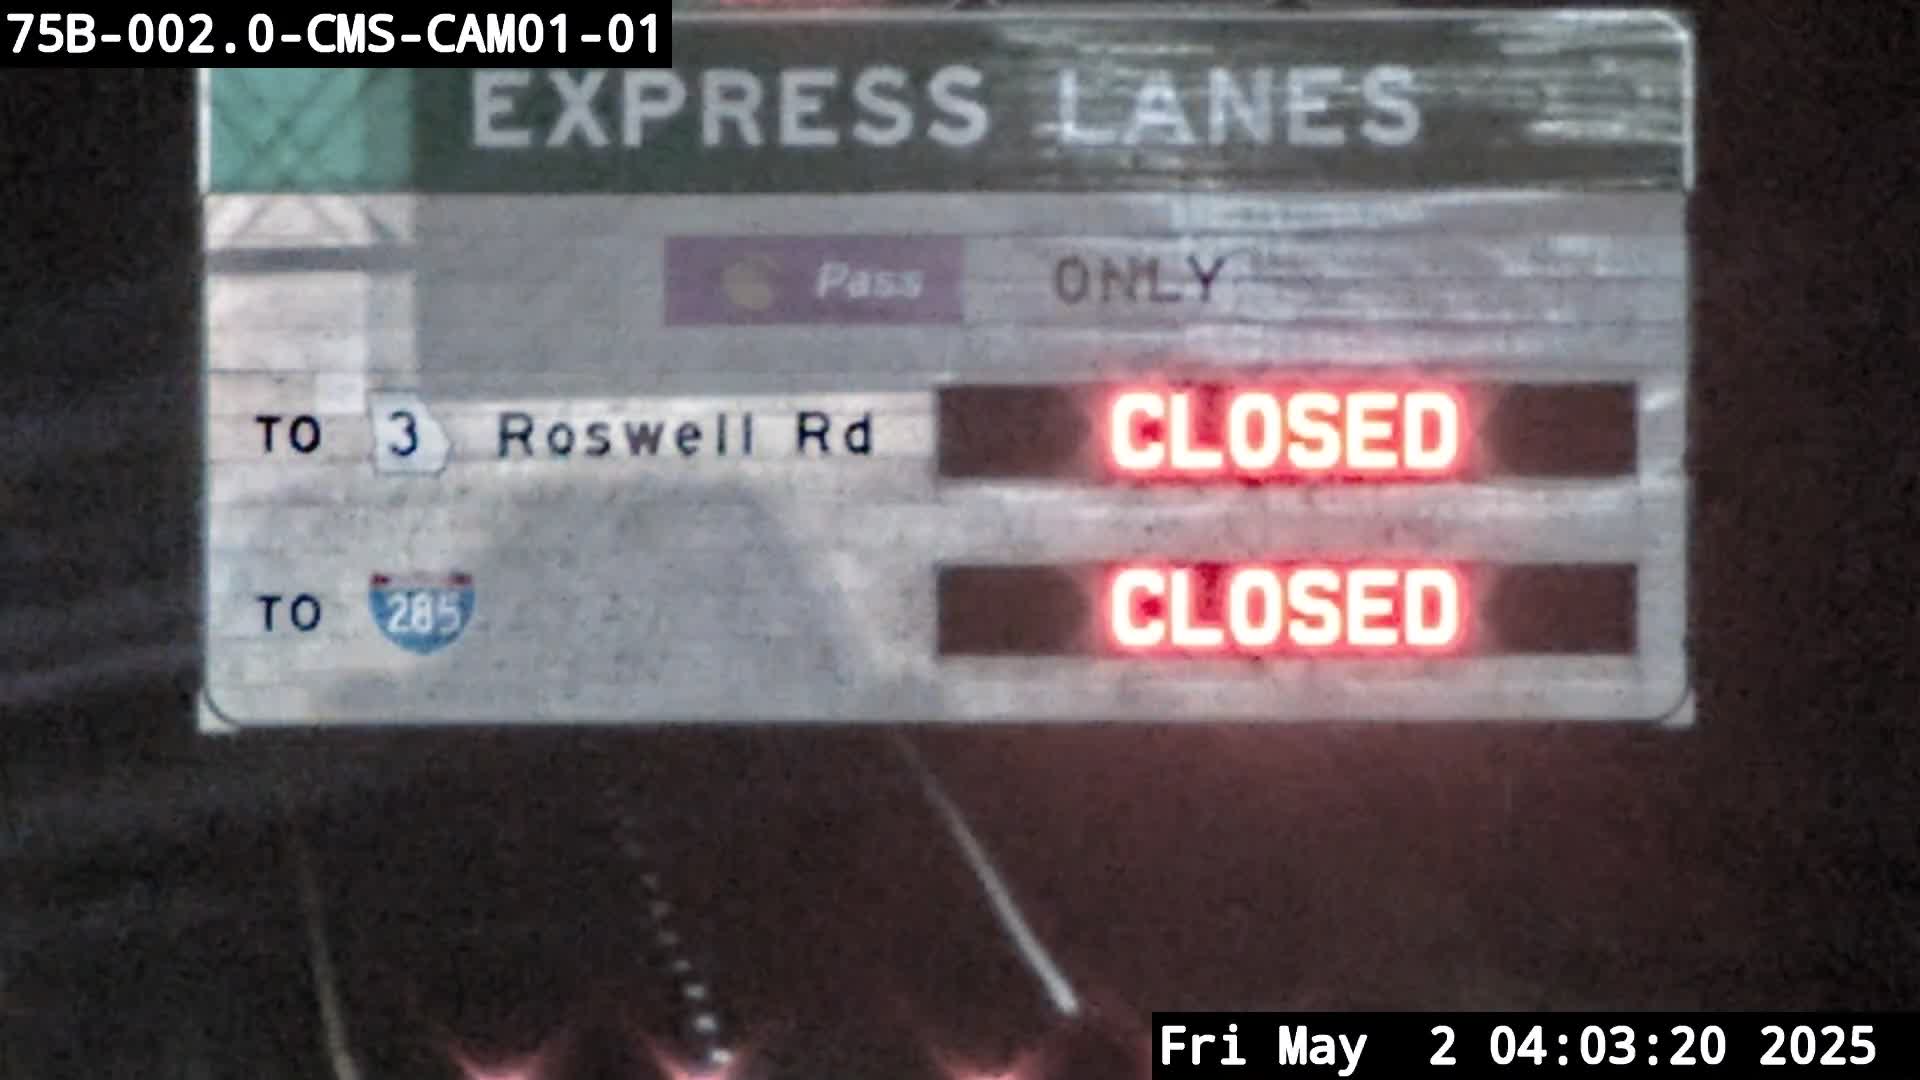 75B-002.0-CMS-CAM01-01
EXPRESS LANES
Pass ONLY
TO 3 Roswell Rd CLOSED
TO 285 CLOSED
Fri May 2 04:03:20 2025